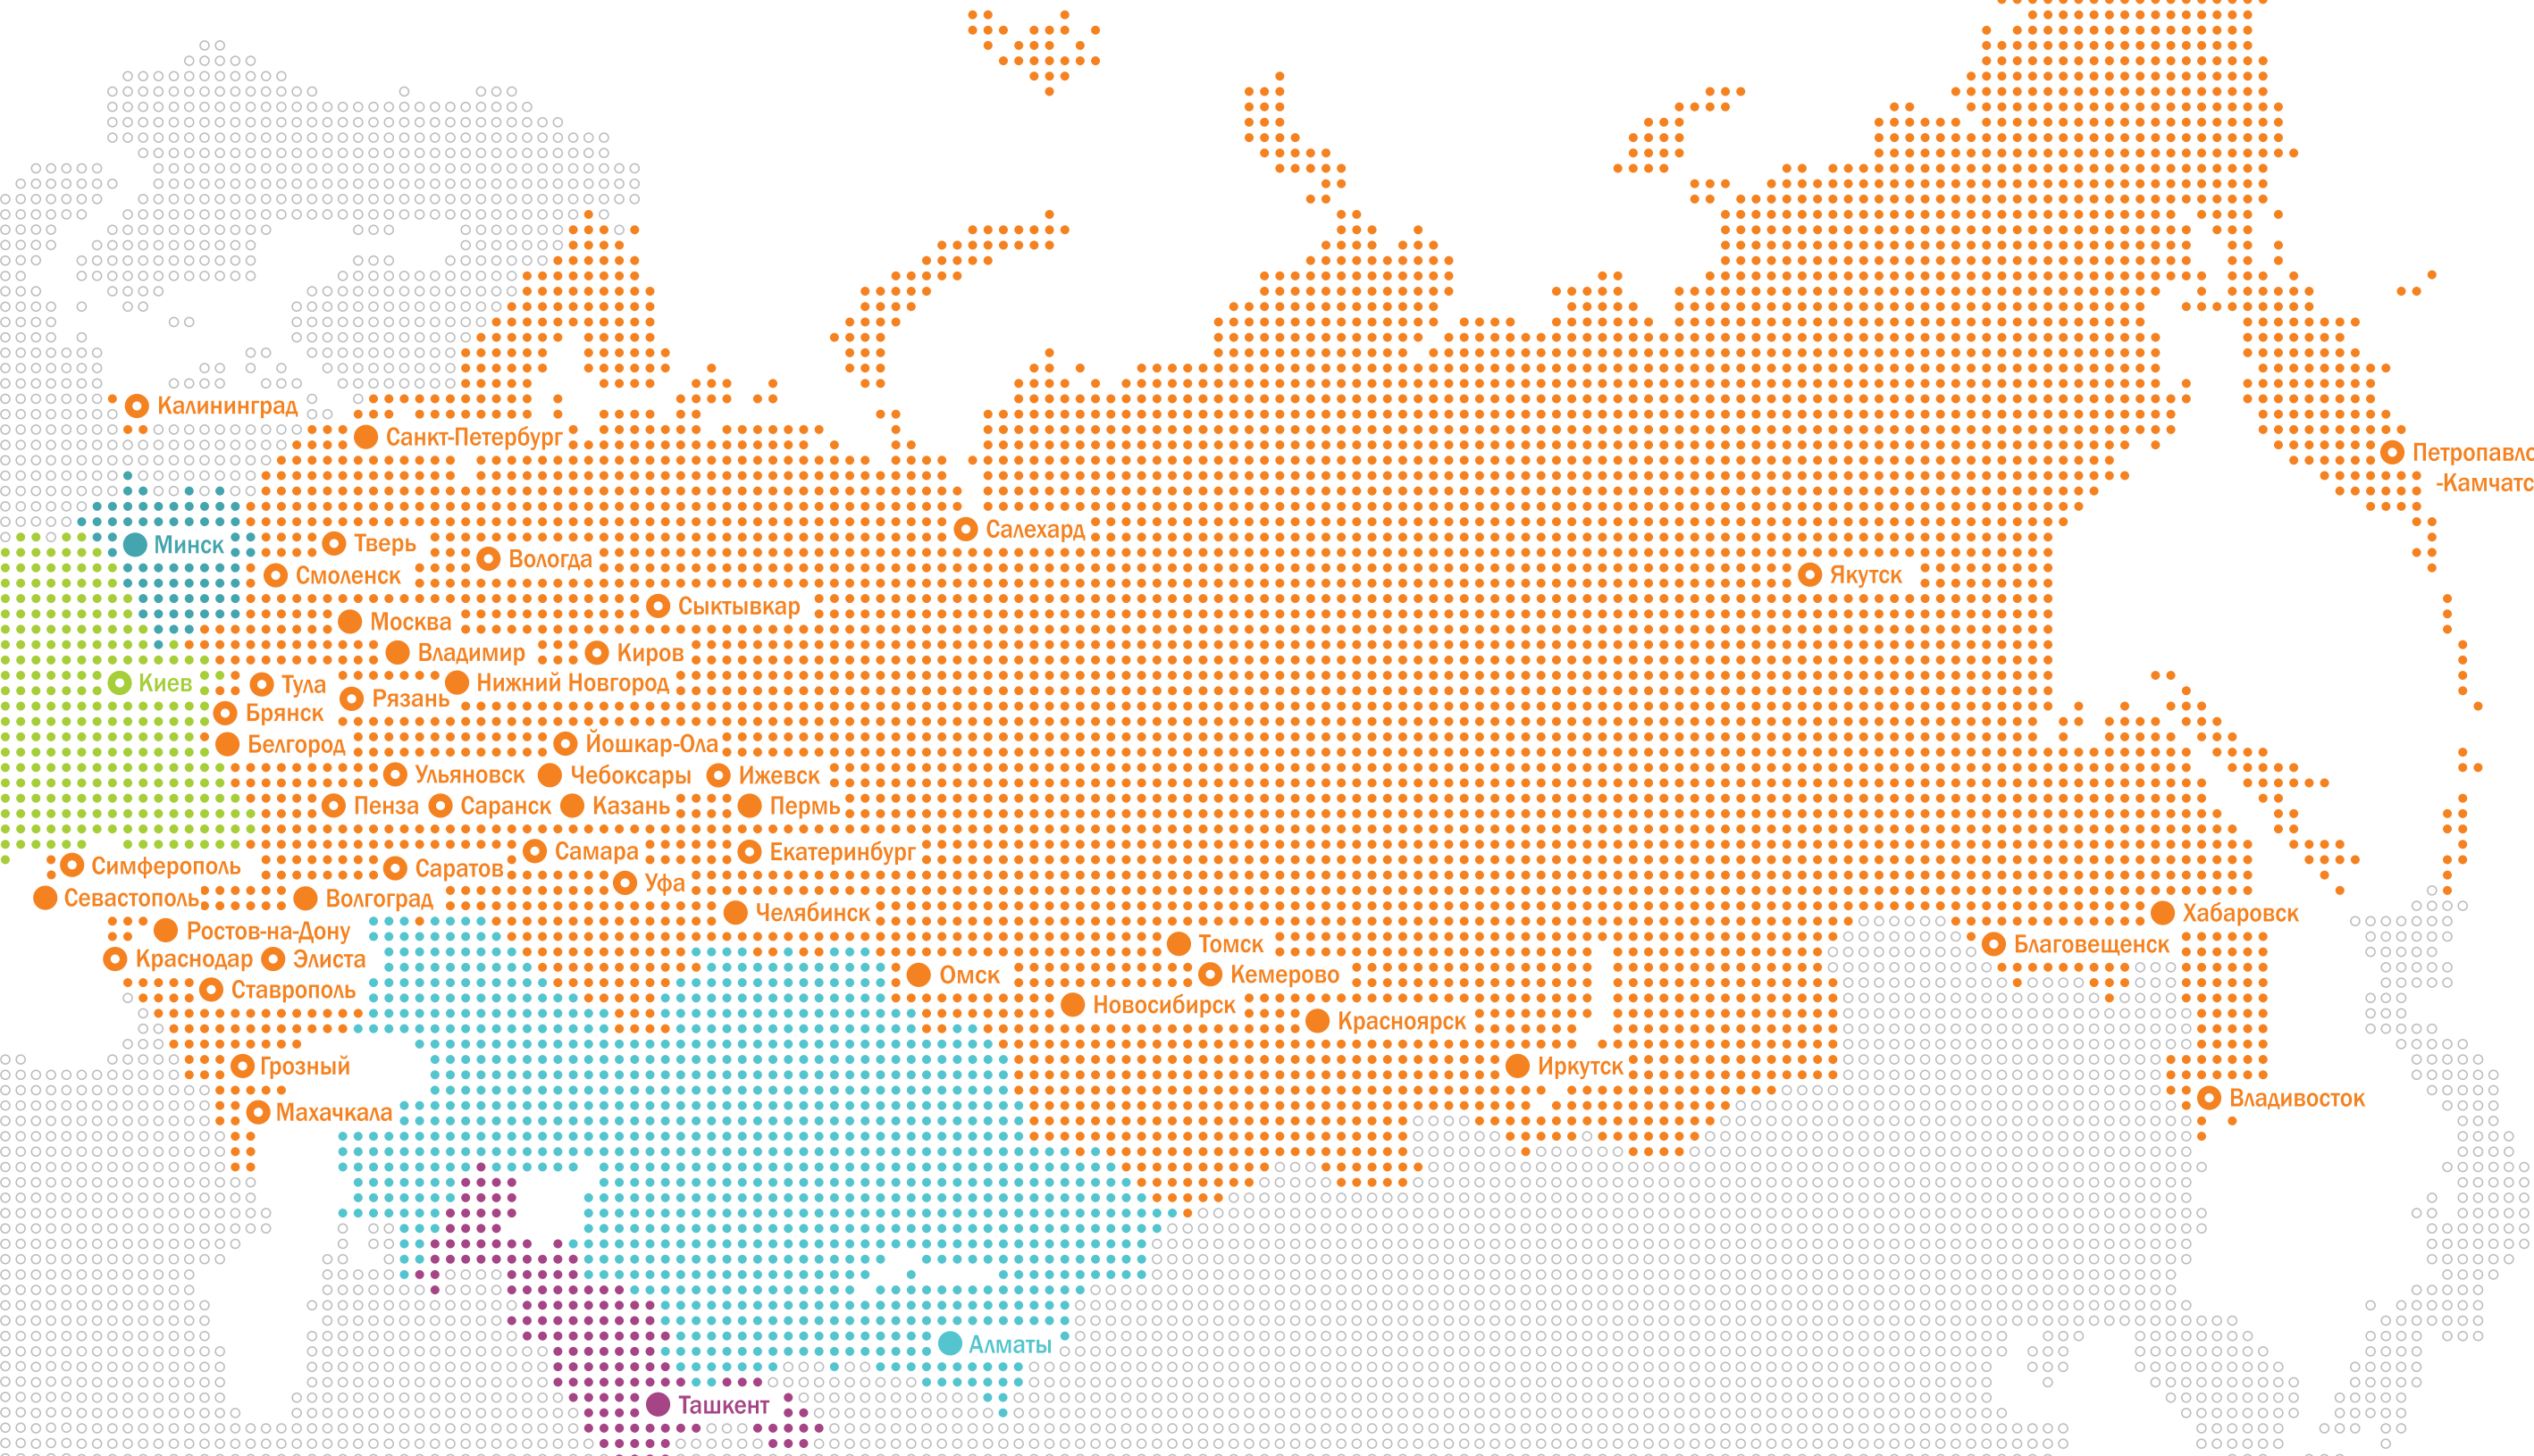 Калининград
Санкт-Петербург
Петропавло
-Камчатс
Салехард
Минск
Тверь
Вологда
Смоленск
Якутск
Сыктывкар
Москва
Владимир
Киров
Киев
Тула
Рязань
Нижний Новгород
Брянск
Белгород
Йошкар-Ола
Ульяновск
Чебоксары
Ижевск
Пенза
Саранск
Казань
Пермь
Симферополь
Саратов
Самара
Екатеринбург
Уфа
Севастополь
Волгоград
Челябинск
Хабаровск
Ростов-на-Дону
Томск
Благовещенск
Краснодар
Элиста
Омск
Кемерово
Ставрополь
Новосибирск
Красноярск
Грозный
Иркутск
Махачкала
Владивосток
Алматы
Ташкент